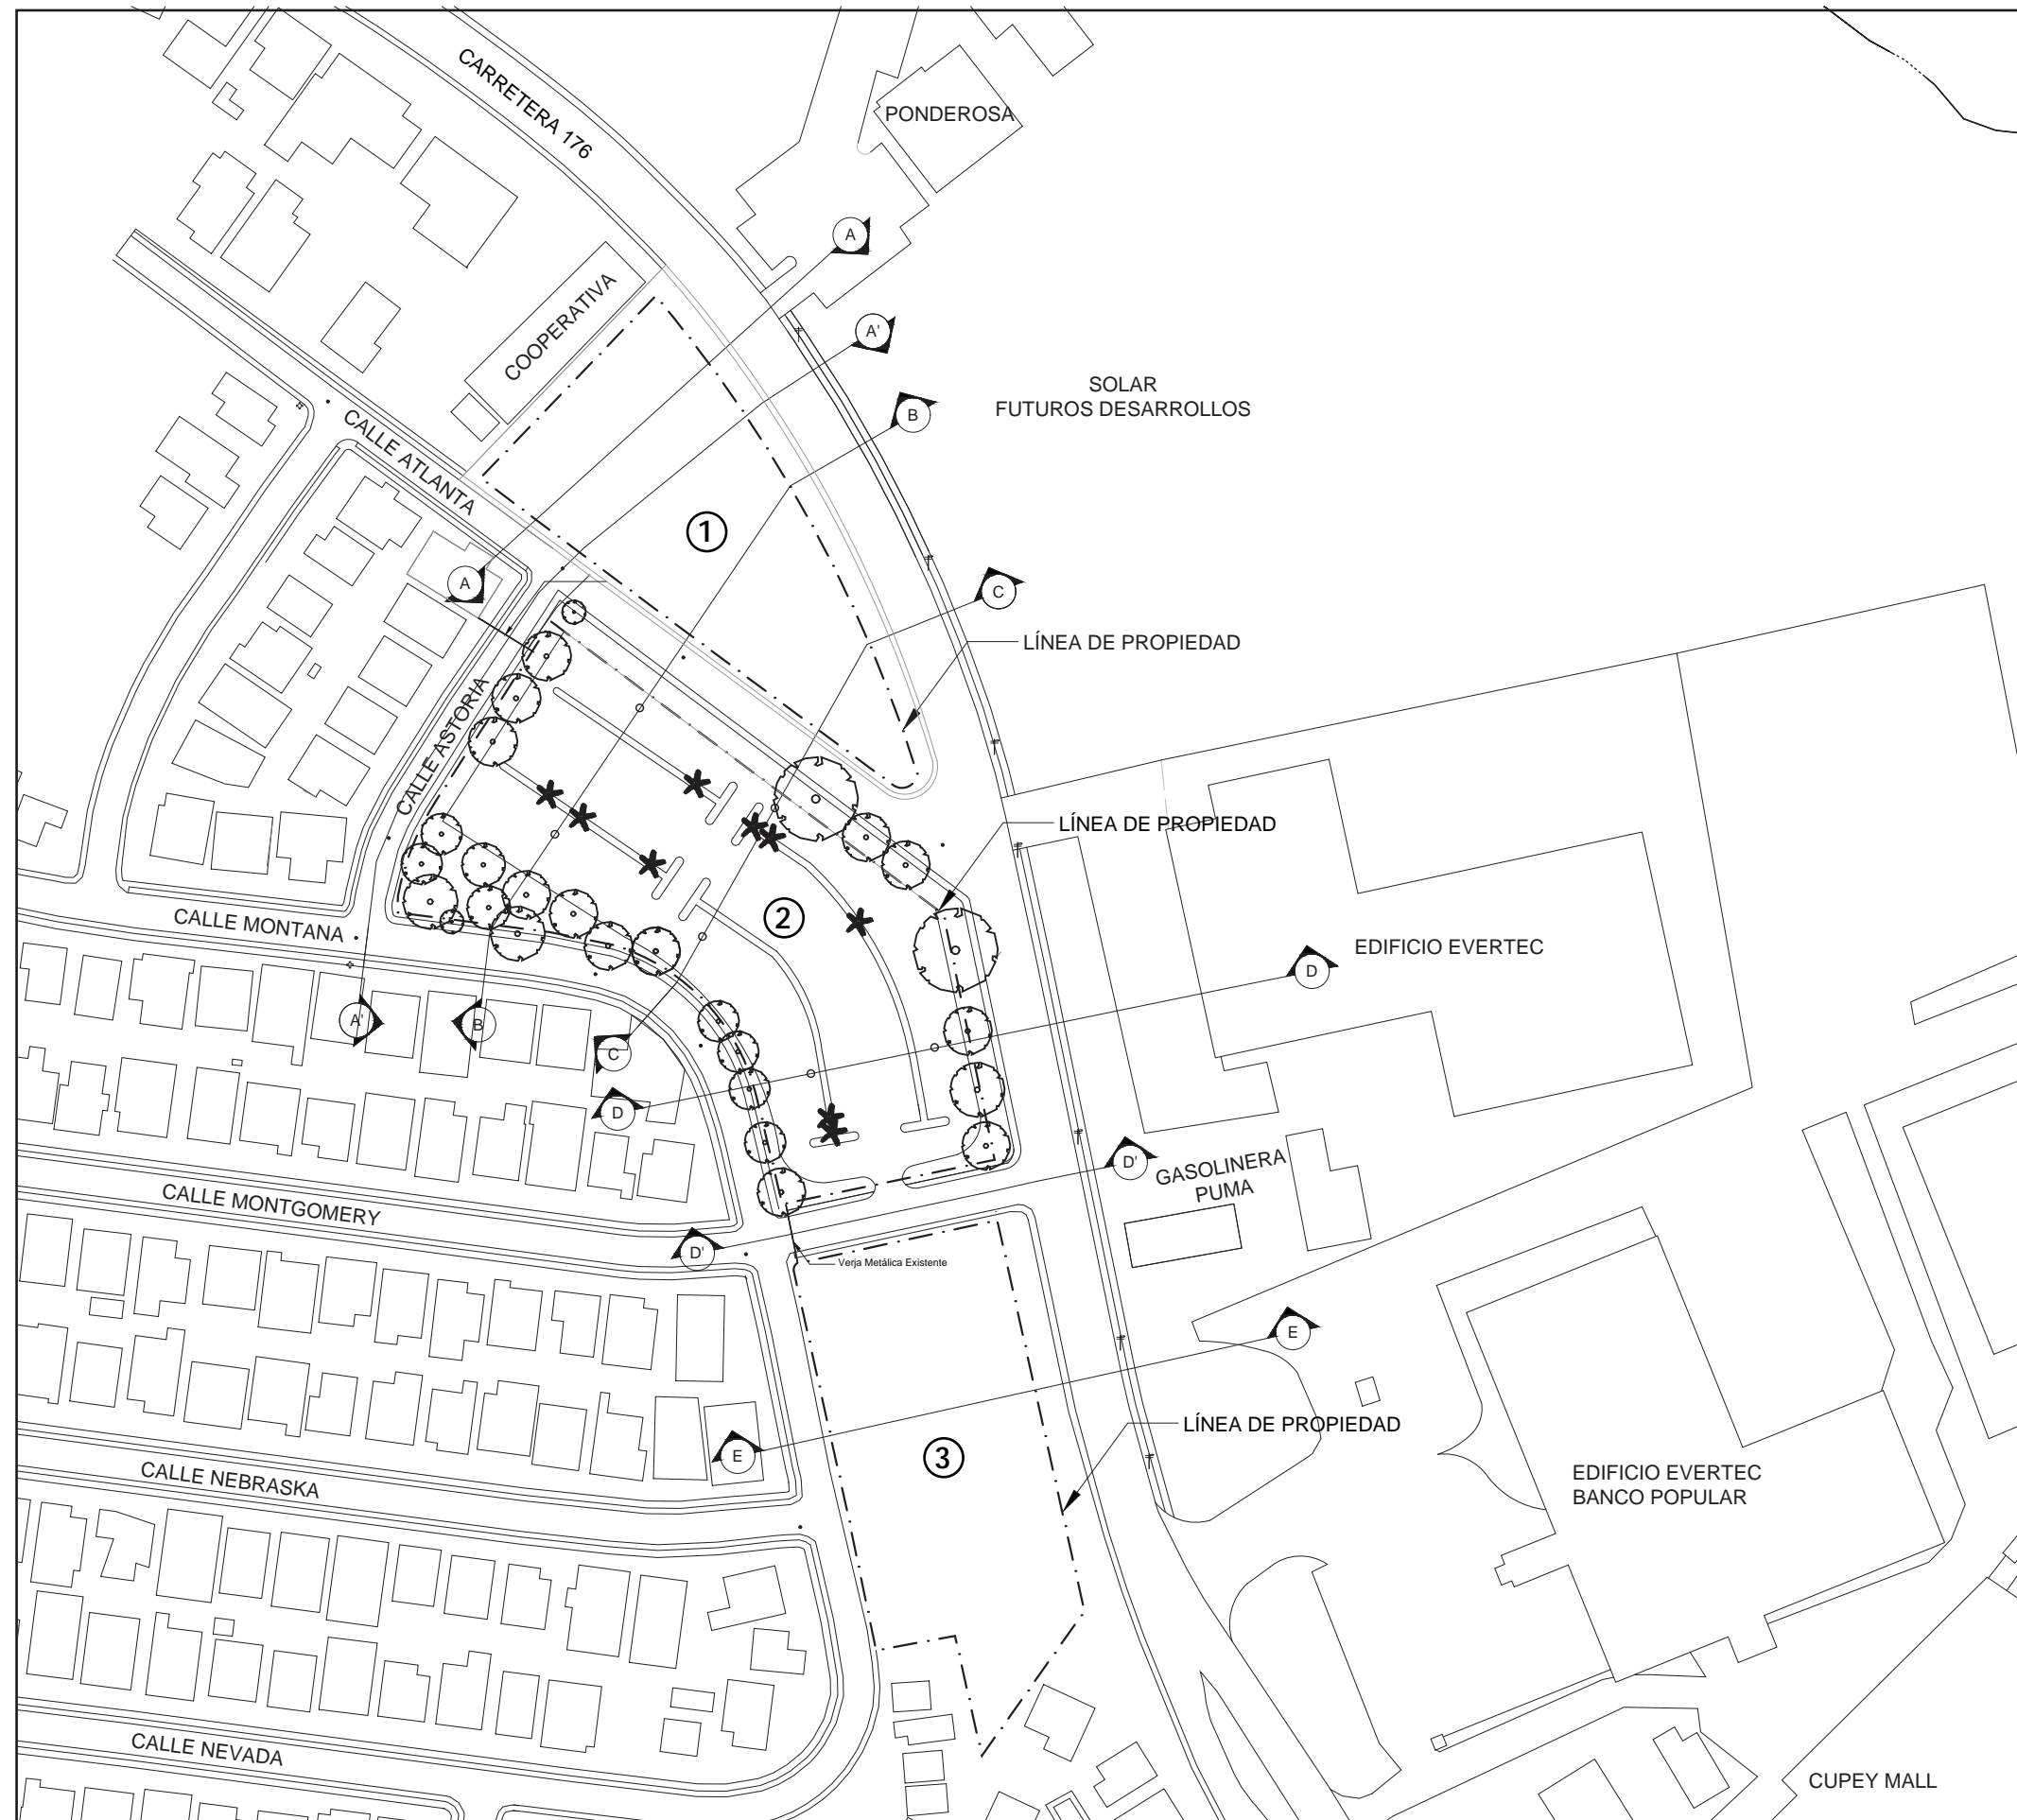 CARRETERA 176
PONDEROSA
A
COOPERATIVA
A'
SOLAR
FUTUROS DESARROLLOS
B
CALLE ATLANTA
1
A
C
LÍNEA DE PROPIEDAD
CALLE ASTORIA
LÍNEA DE PROPIEDAD
2
CALLE MONTANA
EDIFICIO EVERTEC
D
A'
B
C
D
D'
GASOLINERA
PUMA
CALLE MONTGOMERY
D'
Verja Metálica Existente
E
LÍNEA DE PROPIEDAD
E
3
CALLE NEBRASKA
EDIFICIO EVERTEC
BANCO POPULAR
CALLE NEVADA
CUPEY MALL